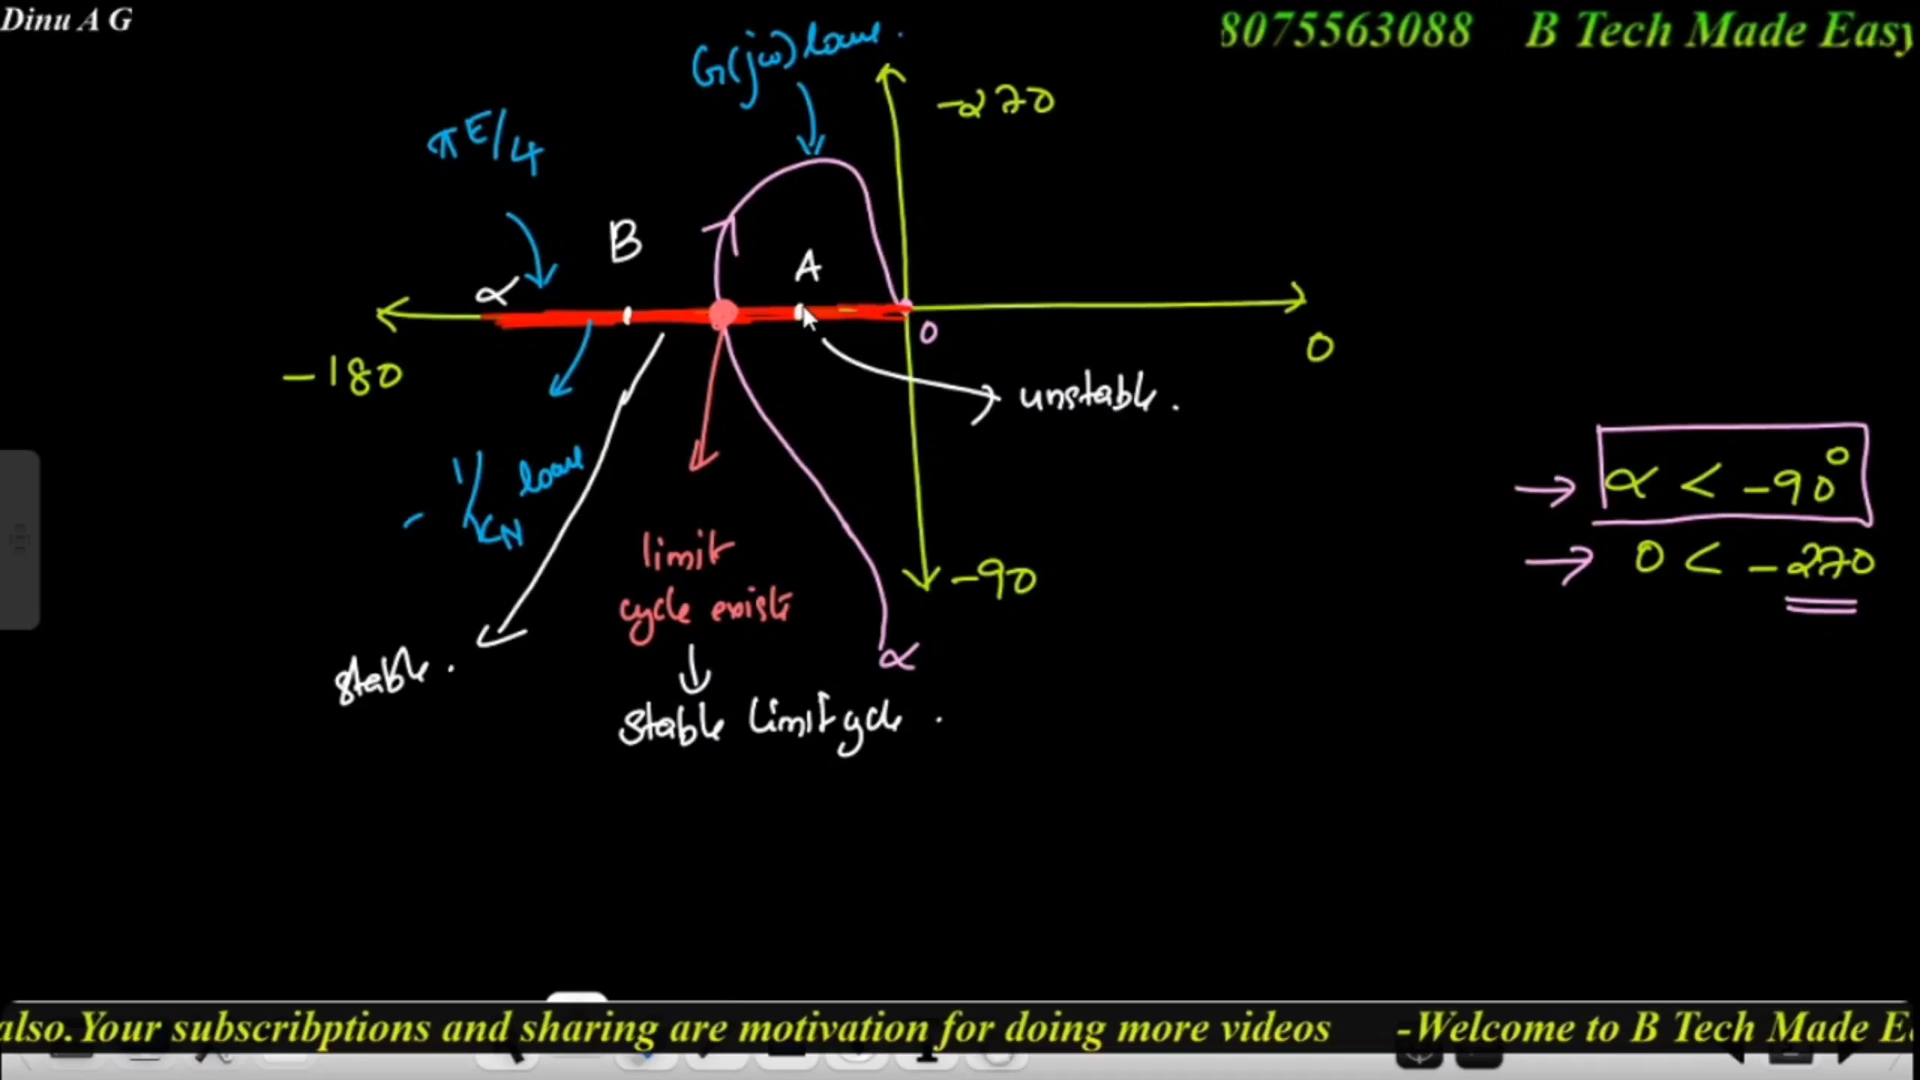 Dinu A G
8075563088 B Tech Made Easy
G(jω) locus.
-270
πE/4
B
A
α
0
-180
0
unstable.
α < -90°
-1/KN locus
limit
cycle exists
-90
0 < -270
stable.
α
stable limit cycle.
also.Your subscribptions and sharing are motivation for doing more videos -Welcome to B Tech Made E